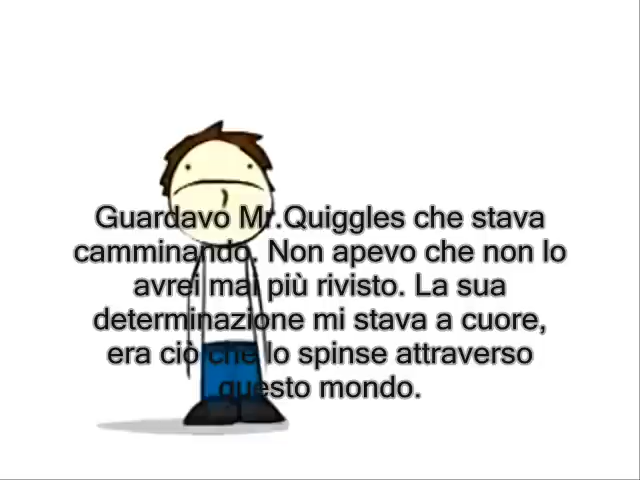 Guardavo Mr.Quiggles che stava
camminando. Non apevo che non lo
avrei mai più rivisto. La sua
determinazione mi stava a cuore,
era ciò che lo spinse attraverso
questo mondo.